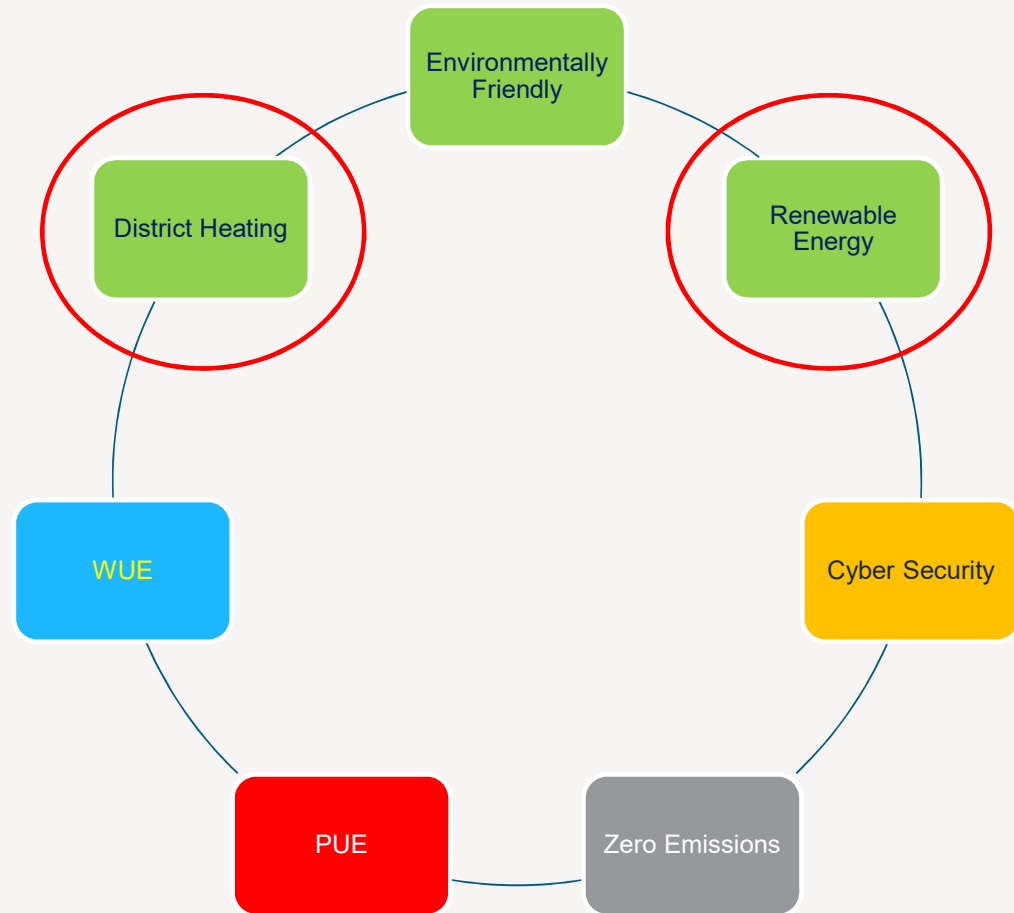 Environmentally
Friendly
District Heating
Renewable
Energy
WUE
Cyber Security
PUE
Zero Emissions